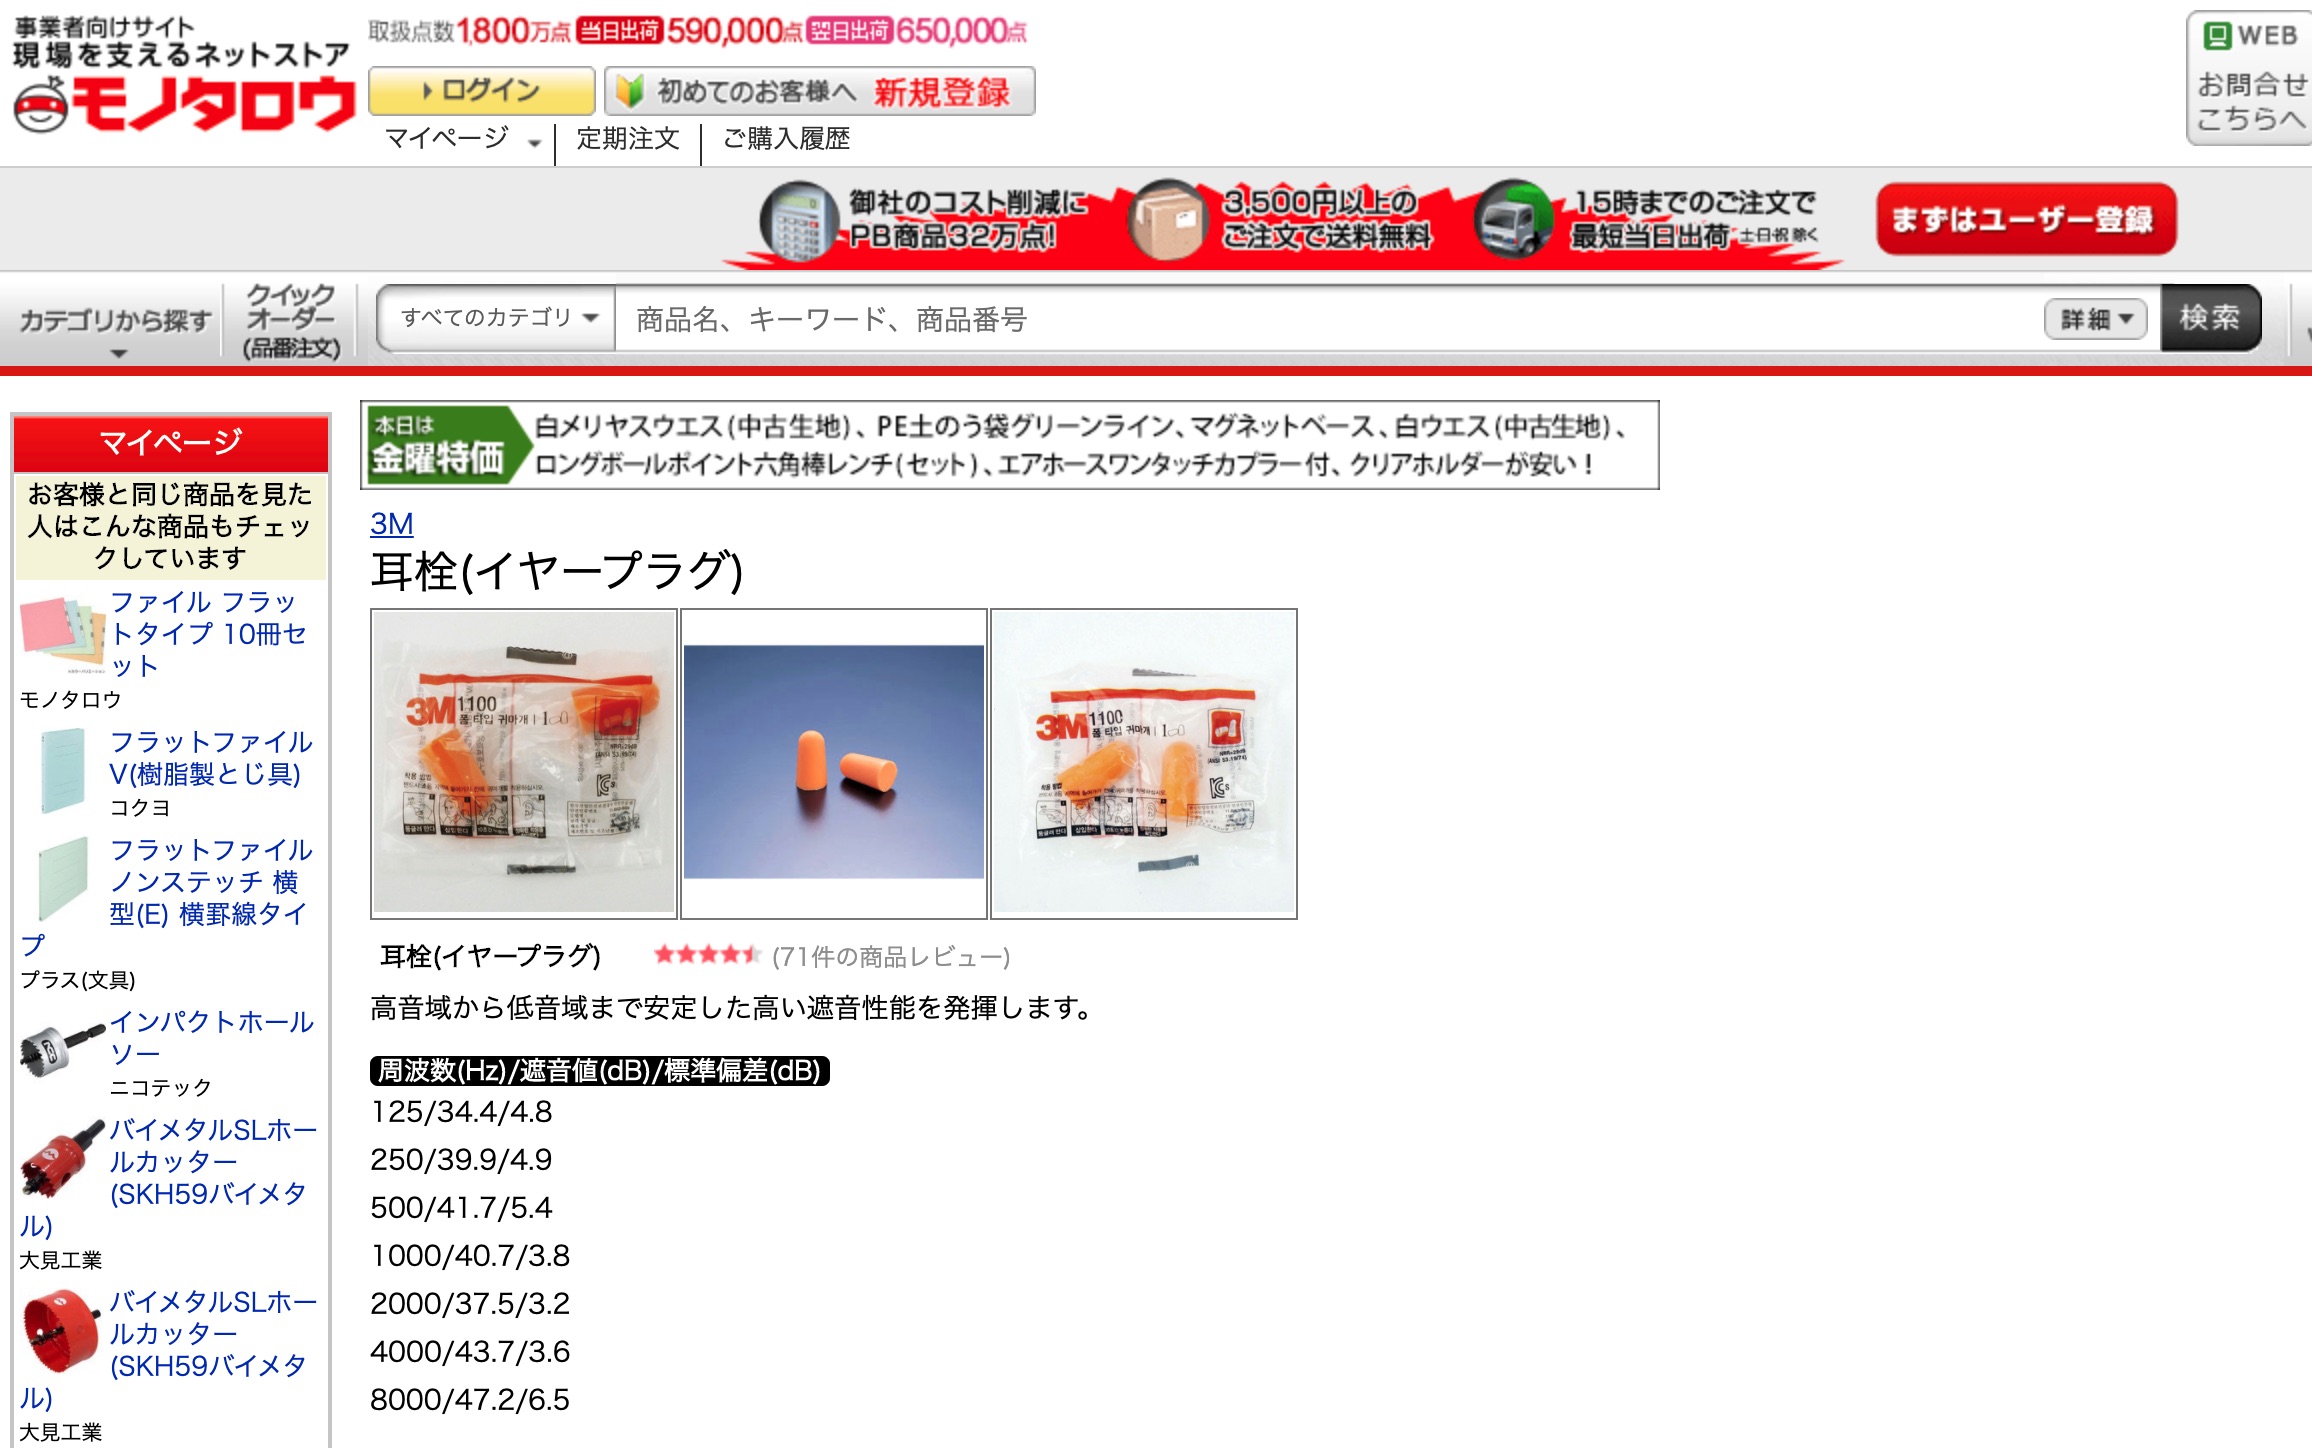 事業者向けサイト
現場を支えるネットストア
モノタロウ
取扱点数1,800万点 当日出荷 590,000点 翌日出荷 650,000点
ログイン
初めてのお客様へ 新規登録
マイページ
定期注文
ご購入履歴
WEB
お問合せ
こちらへ
御社のコスト削減に
PB商品32万点!
3,500円以上の
ご注文で送料無料
15時までのご注文で
最短当日出荷 土・日・祝 除く
まずはユーザー登録
カテゴリから探す
クイック
オーダー
(品番注文)
すべてのカテゴリ
商品名、キーワード、商品番号
詳細
検索
マイページ
お客様と同じ商品を見た
人はこんな商品もチェッ
クしています
ファイル フラッ
トタイプ 10冊セ
ット
モノタロウ
フラットファイル
V(樹脂製とじ具)
コクヨ
フラットファイル
ノンステッチ 横
型(E) 横罫線タイ
プ
プラス(文具)
インパクトホール
ソー
ニコテック
バイメタルSLホー
ルカッター
(SKH59バイメタ
ル)
大見工業
バイメタルSLホー
ルカッター
(SKH59バイメタ
ル)
大見工業
本日は
金曜特価
白メリヤスウエス(中古生地)、PE土のう袋グリーンライン、マグネットベース、白ウエス(中古生地)、
ロングボールポイント六角棒レンチ(セット)、エアホースワンタッチカプラー付、クリアホルダーが安い！
3M
耳栓(イヤープラグ)
3M 1100
폼 타입 귀마개
3M 1100
폼 타입 귀마개
耳栓(イヤープラグ)
(71件の商品レビュー)
高音域から低音域まで安定した高い遮音性能を発揮します。
周波数(Hz)/遮音値(dB)/標準偏差(dB)
125/34.4/4.8
250/39.9/4.9
500/41.7/5.4
1000/40.7/3.8
2000/37.5/3.2
4000/43.7/3.6
8000/47.2/6.5